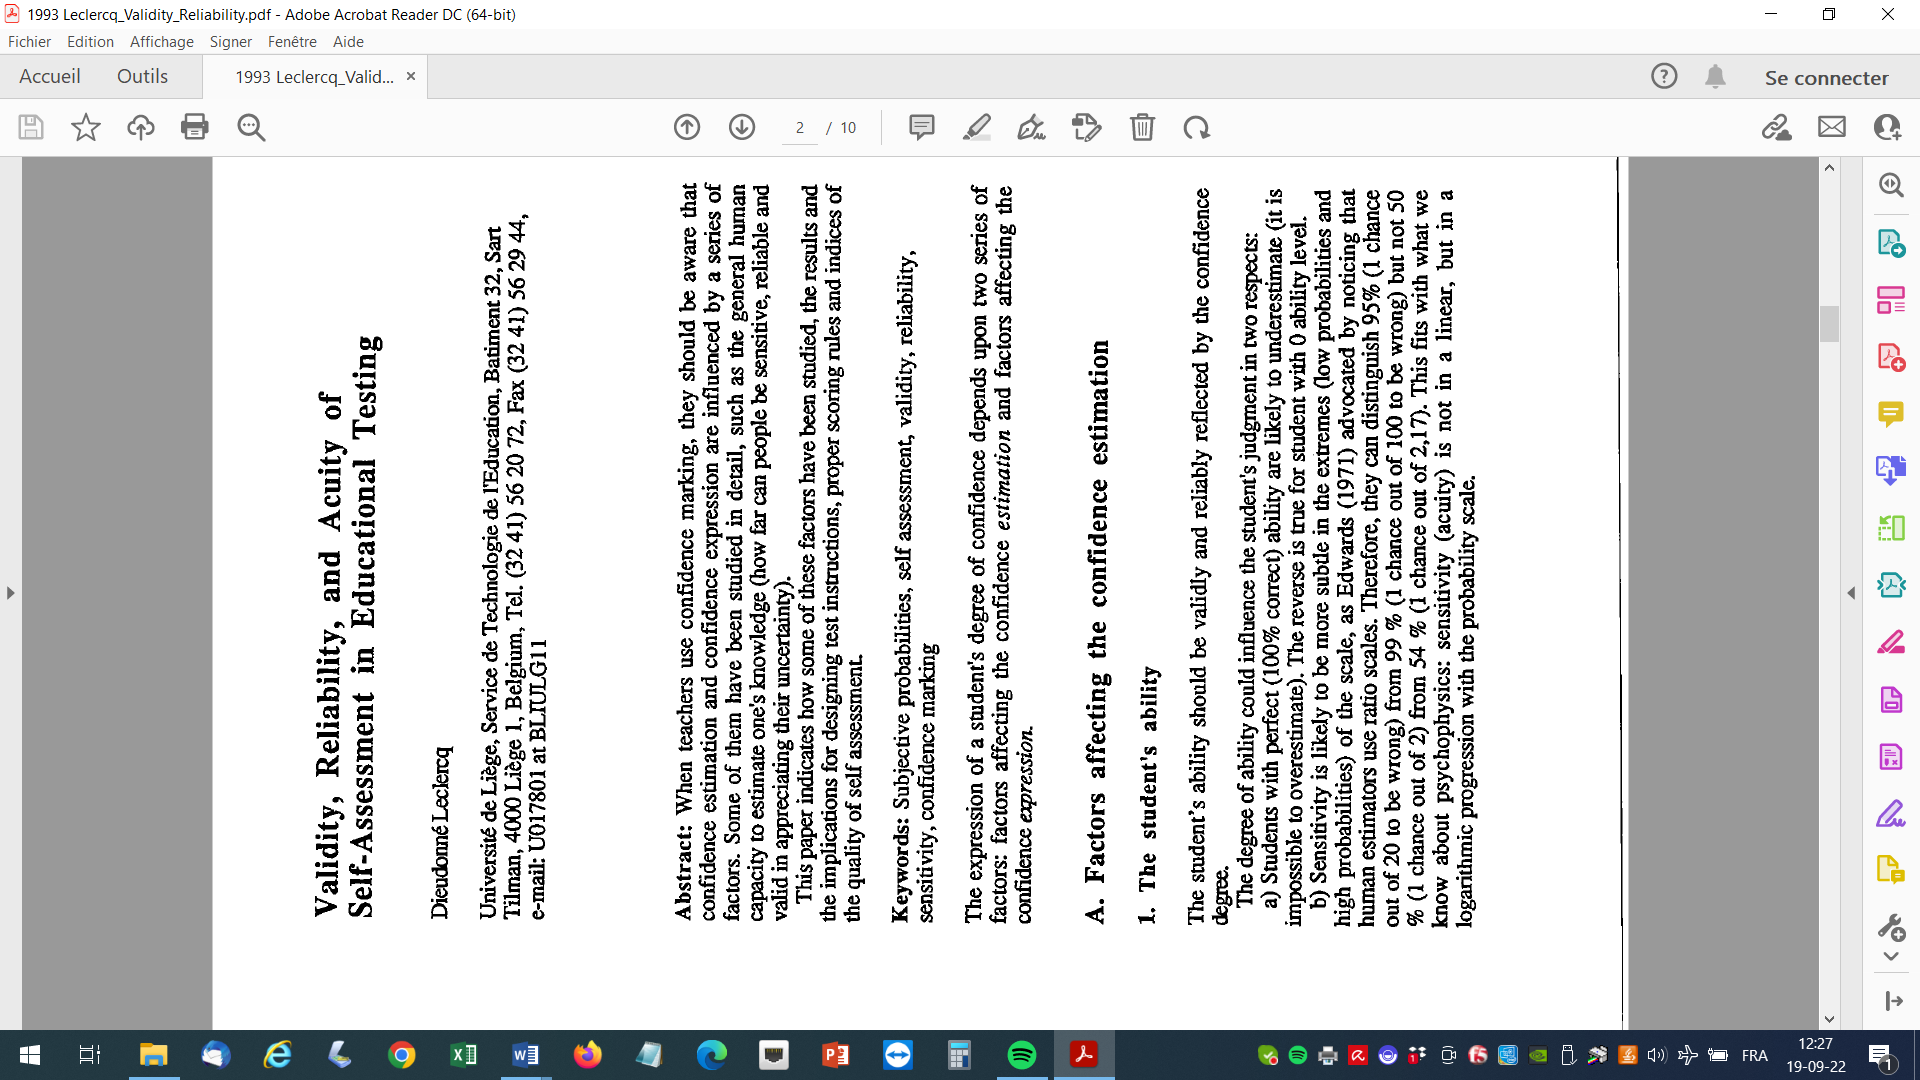 1993 Leclercq_Validity_Reliability.pdf - Adobe Acrobat Reader DC (64-bit)
Fichier Edition Affichage Signer Fenêtre Aide
Accueil Outils 1993 Leclercq_Valid... × Se connecter
2 / 10
Validity, Reliability, and Acuity of
Self-Assessment in Educational Testing
Dieudonné Leclercq
Université de Liège, Service de Technologie de l'Education, Batiment 32, Sart
Tilman, 4000 Liège 1, Belgium, Tel. (32 41) 56 20 72, Fax (32 41) 56 29 44,
e-mail: U017801 at BLIULG11
Abstract: When teachers use confidence marking, they should be aware that
confidence estimation and confidence expression are influenced by a series of
factors. Some of them have been studied in detail, such as the general human
capacity to estimate one's knowledge (how far can people be sensitive, reliable and
valid in appreciating their uncertainty).
This paper indicates how some of these factors have been studied, the results and
the implications for designing test instructions, proper scoring rules and indices of
the quality of self assessment.
Keywords: Subjective probabilities, self assessment, validity, reliability,
sensitivity, confidence marking
The expression of a student's degree of confidence depends upon two series of
factors: factors affecting the confidence estimation and factors affecting the
confidence expression.
A. Factors affecting the confidence estimation
1. The student's ability
The student's ability should be validly and reliably reflected by the confidence
degree.
The degree of ability could influence the student's judgment in two respects:
a) Students with perfect (100% correct) ability are likely to underestimate (it is
impossible to overestimate). The reverse is true for student with 0 ability level.
b) Sensitivity is likely to be more subtle in the extremes (low probabilities and
high probabilities) of the scale, as Edwards (1971) advocated by noticing that
human estimators use ratio scales. Therefore, they can distinguish 95% (1 chance
out of 20 to be wrong) from 99 % (1 chance out of 100 to be wrong) but not 50
% (1 chance out of 2) from 54 % (1 chance out of 2,17). This fits with what we
know about psychophysics: sensitivity (acuity) is not in a linear, but in a
logarithmic progression with the probability scale.
FRA
12:27
19-09-22
1